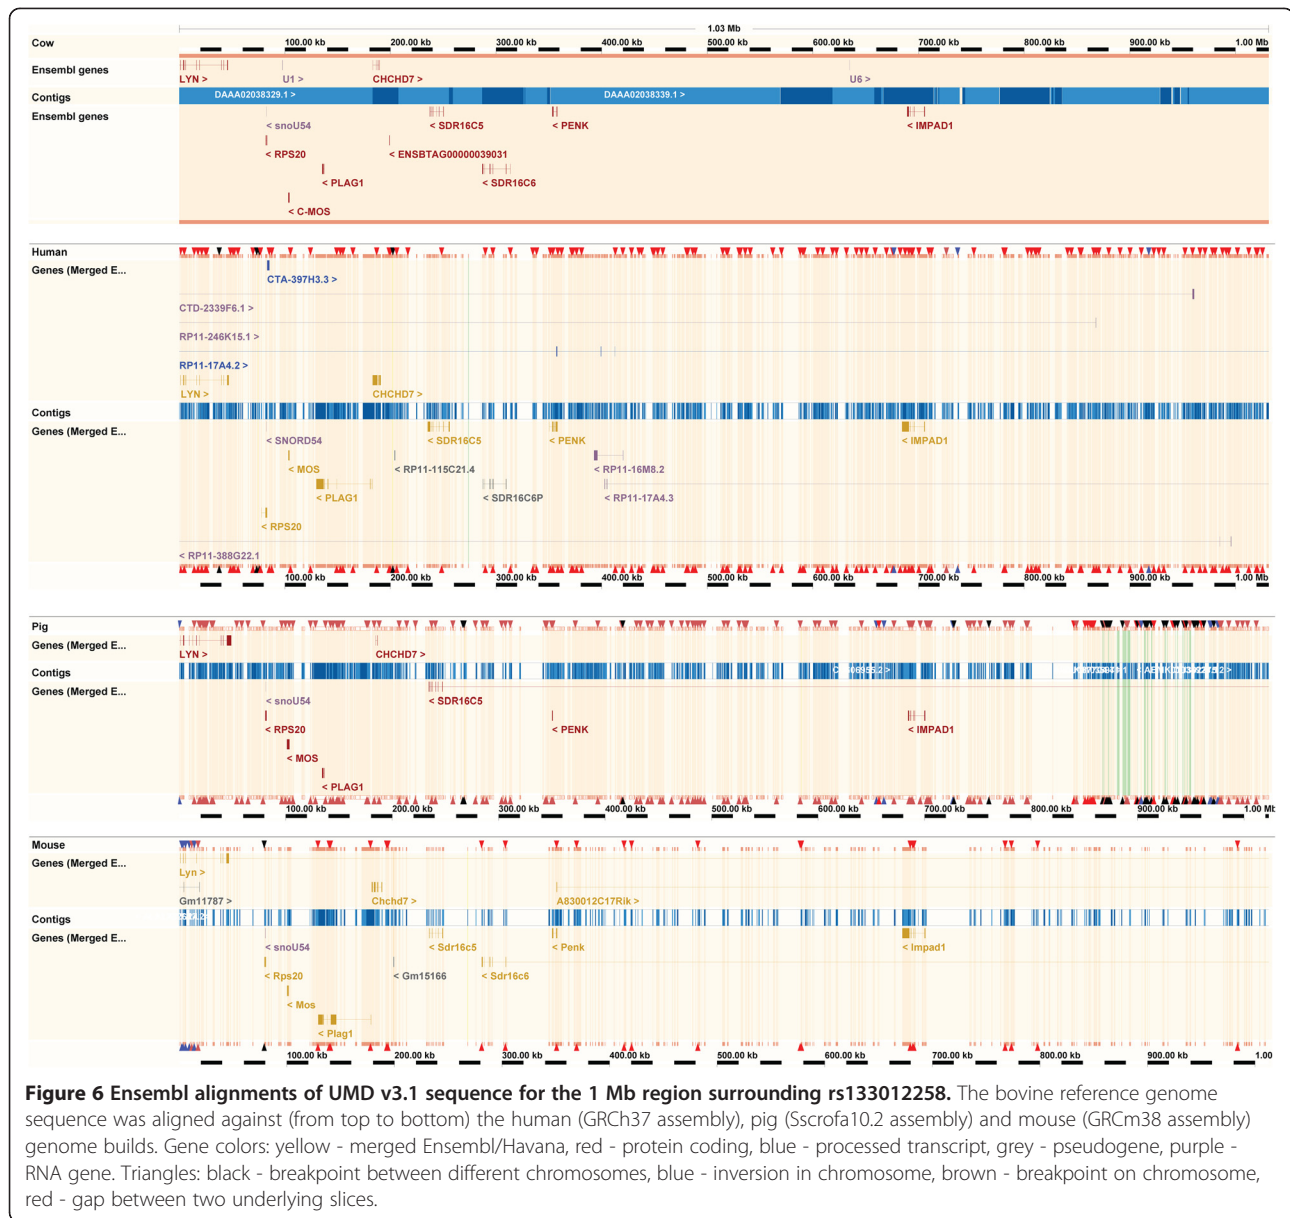 1.03 Mb
Cow
100.00 kb 200.00 kb 300.00 kb 400.00 kb 500.00 kb 600.00 kb 700.00 kb 800.00 kb 900.00 kb 1.00 Mb
Ensembl genes
LYN > U1 > CHCHD7 > U6 >
Contigs
DAAA02038329.1 > DAAA02038339.1 >
Ensembl genes
< snoU54 < SDR16C5 < PENK < IMPAD1
< RPS20 < ENSBTAG00000039031
< PLAG1 < SDR16C6
< C-MOS
Human
Genes (Merged E...
CTA-397H3.3 >
CTD-2339F6.1 >
RP11-246K15.1 >
RP11-17A4.2 >
LYN > CHCHD7 >
Contigs
Genes (Merged E...
< SNORD54 < SDR16C5 < PENK < IMPAD1
< MOS < RP11-115C21.4 < RP11-16M8.2
< PLAG1 < SDR16C6P < RP11-17A4.3
< RPS20
< RP11-388G22.1
100.00 kb 200.00 kb 300.00 kb 400.00 kb 500.00 kb 600.00 kb 700.00 kb 800.00 kb 900.00 kb 1.00 Mb
Pig
Genes (Merged E...
LYN > CHCHD7 >
Contigs
Genes (Merged E...
< SDR16C5
< snoU54
< RPS20 < PENK < IMPAD1
< MOS
< PLAG1
100.00 kb 200.00 kb 300.00 kb 400.00 kb 500.00 kb 600.00 kb 700.00 kb 800.00 kb 900.00 kb 1.00 Mb
Mouse
Genes (Merged E...
Lyn >
Gm11787 > Chchd7 > A830012C17Rik >
Contigs
Genes (Merged E...
< snoU54 < Sdr16c5 < Penk < Impad1
< Rps20 < Gm15166 < Sdr16c6
< Mos
< Plag1
100.00 kb 200.00 kb 300.00 kb 400.00 kb 500.00 kb 600.00 kb 700.00 kb 800.00 kb 900.00 kb 1.00
Figure 6 Ensembl alignments of UMD v3.1 sequence for the 1 Mb region surrounding rs133012258. The bovine reference genome
sequence was aligned against (from top to bottom) the human (GRCh37 assembly), pig (Sscrofa10.2 assembly) and mouse (GRCm38 assembly)
genome builds. Gene colors: yellow - merged Ensembl/Havana, red - protein coding, blue - processed transcript, grey - pseudogene, purple -
RNA gene. Triangles: black - breakpoint between different chromosomes, blue - inversion in chromosome, brown - breakpoint on chromosome,
red - gap between two underlying slices.